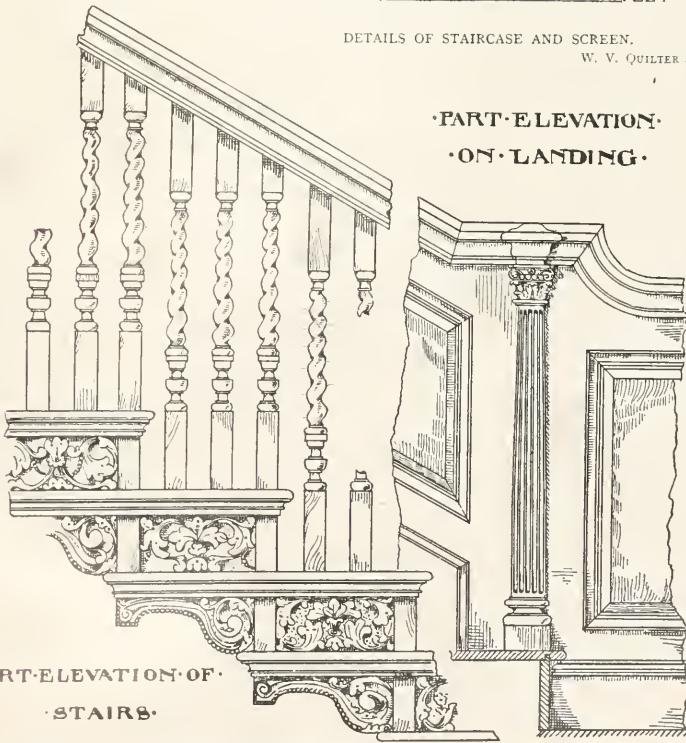 DETAILS OF STAIRCASE AND SCREEN.
W. V. QUILTER
·PART·ELEVATION·
·ON·LANDING·
RT·ELEVATION·OF·
·STAIRS·